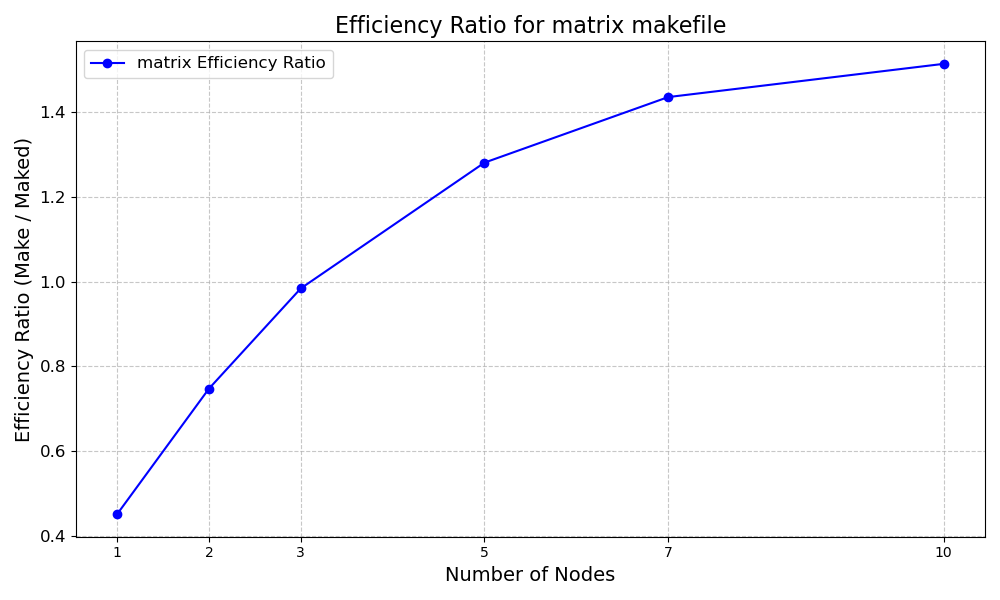 Efficiency Ratio for matrix makefile
matrix Efficiency Ratio
Efficiency Ratio (Make / Maked)
1.4
1.2
1.0
0.8
0.6
0.4
1 2 3 5 7 10
Number of Nodes